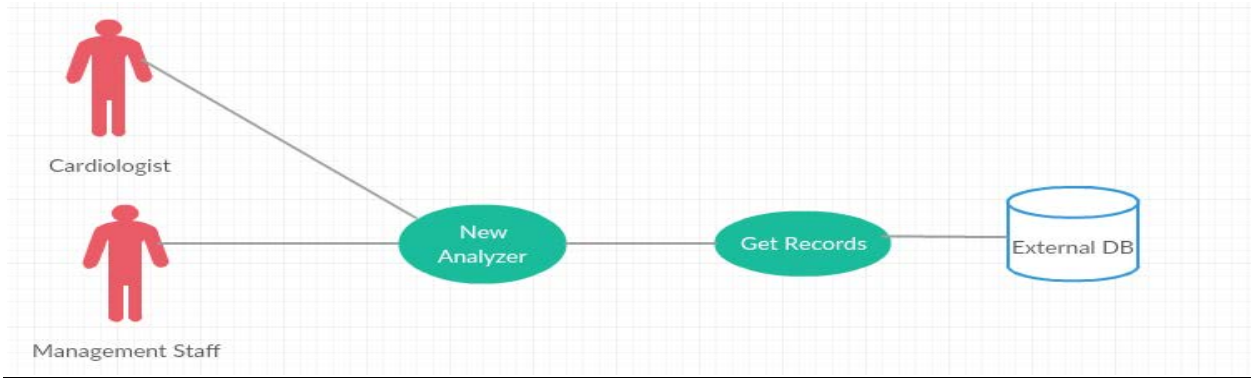 Cardiologist
New
Analyzer
Get Records
External DB
Management Staff